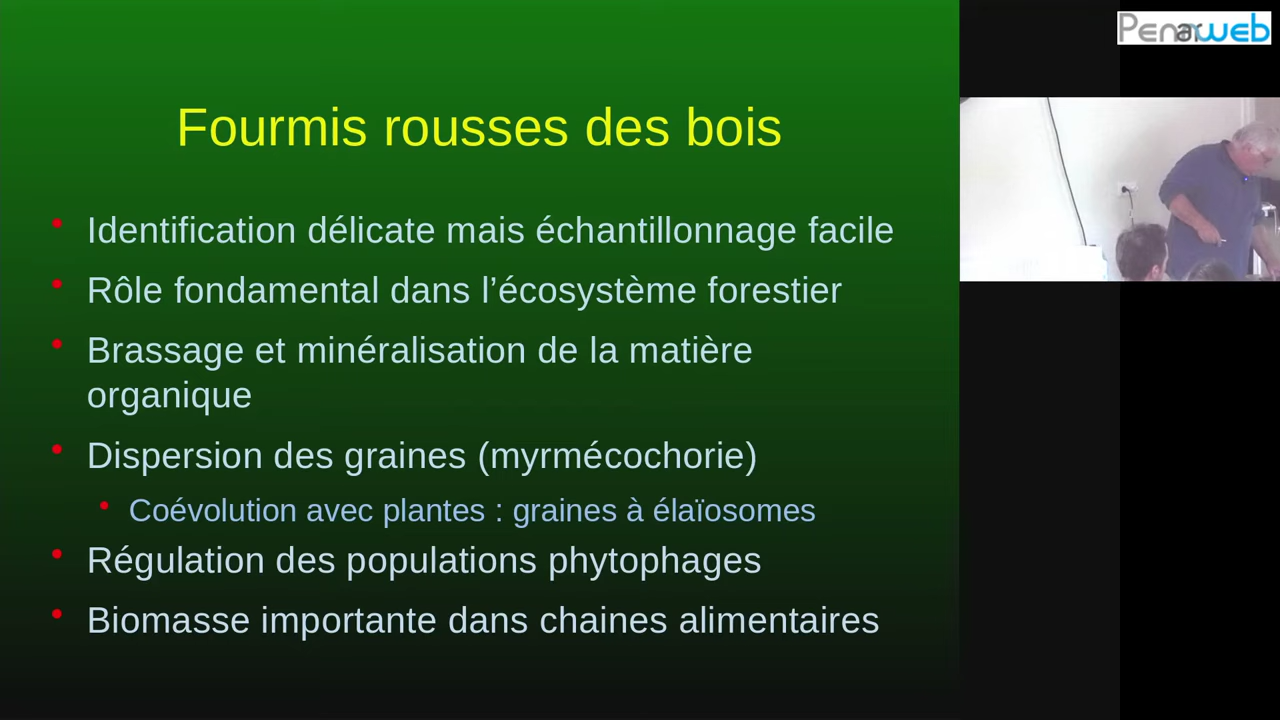 Penarweb
Fourmis rousses des bois
Identification délicate mais échantillonnage facile
Rôle fondamental dans l’écosystème forestier
Brassage et minéralisation de la matière
organique
Dispersion des graines (myrmécochorie)
Coévolution avec plantes : graines à élaïosomes
Régulation des populations phytophages
Biomasse importante dans chaines alimentaires